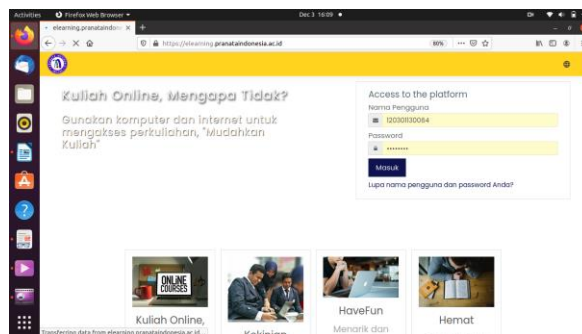 Activities Firefox Web Browser Dec 3 16:09
elearning.pranataindone
https://elearning.pranataindonesia.ac.id 80%
Kuliah Online, Mengapa Tidak?
Gunakan komputer dan internet untuk
mengakses perkuliahan, "Mudahkan
Kuliah"
Access to the platform
Nama Pengguna
120301130084
Password
Masuk
Lupa nama pengguna dan password Anda?
ONLINE
COURSES
Kuliah Online,
Kekinian
HaveFun
Menarik dan
Hemat
Transferring data from elearning.pranataindonesia.ac.id...